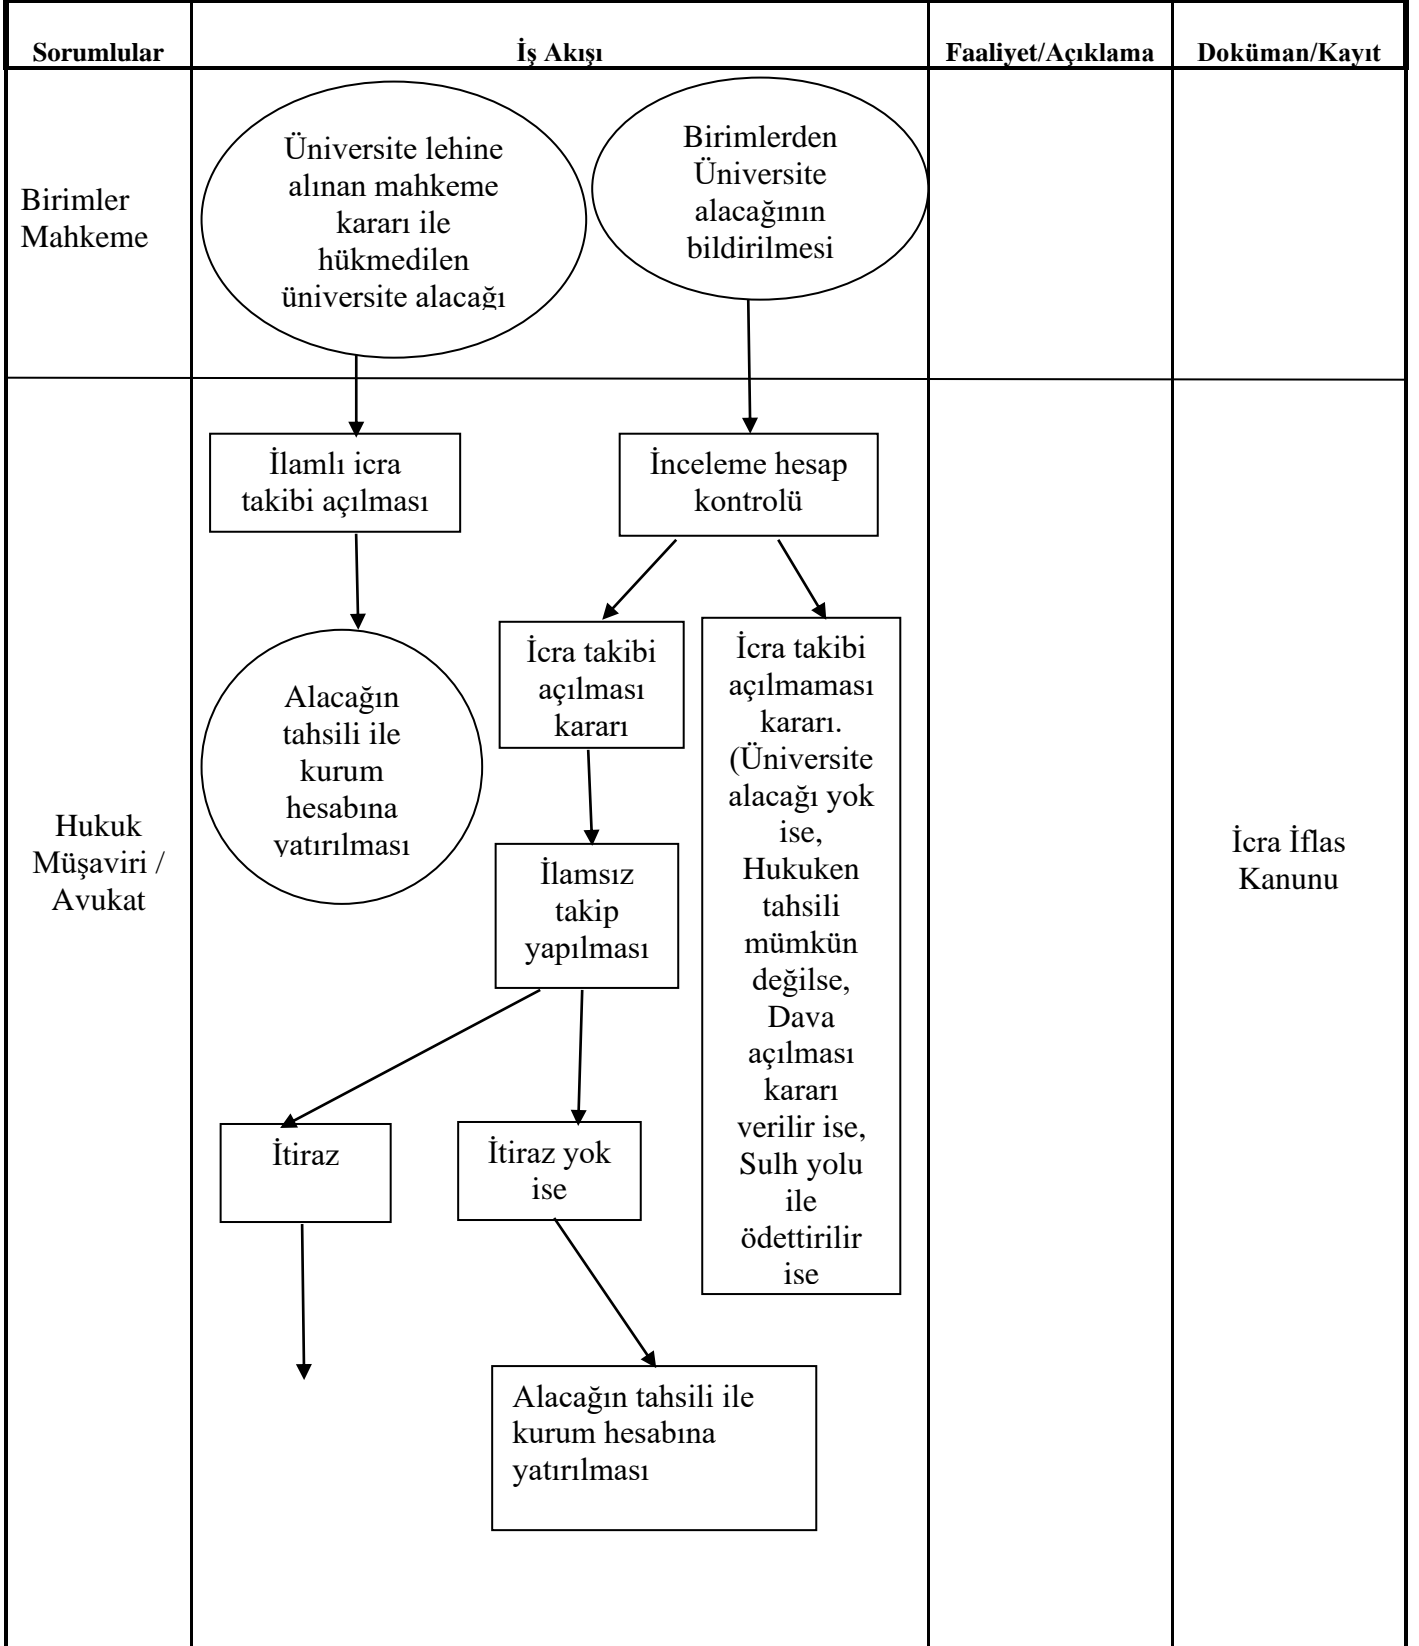 Sorumlular
İş Akışı
Faaliyet/Açıklama
Doküman/Kayıt
Birimler
Mahkeme
Üniversite lehine
alınan mahkeme
kararı ile
hükmedilen
üniversite alacağı
Birimlerden
Üniversite
alacağının
bildirilmesi
Hukuk
Müşaviri /
Avukat
İlamlı icra
takibi açılması
İnceleme hesap
kontrolü
Alacağın
tahsili ile
kurum
hesabına
yatırılması
İcra takibi
açılması
kararı
İcra takibi
açılmaması
kararı.
(Üniversite
alacağı yok
ise,
Hukuken
tahsili
mümkün
değilse,
Dava
açılması
kararı
verilir ise,
Sulh yolu
ile
ödettirilir
ise
İlamsız
takip
yapılması
İtiraz
İtiraz yok
ise
Alacağın tahsili ile
kurum hesabına
yatırılması
İcra İflas
Kanunu